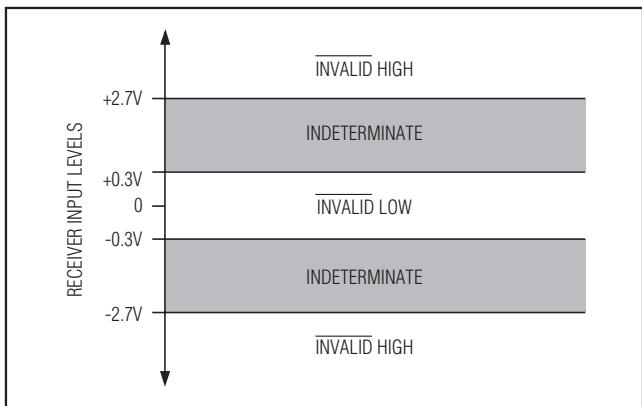 INVALID HIGH
+2.7V
INDETERMINATE
+0.3V
INVALID LOW
0
-0.3V
INDETERMINATE
-2.7V
INVALID HIGH
RECEIVER INPUT LEVELS